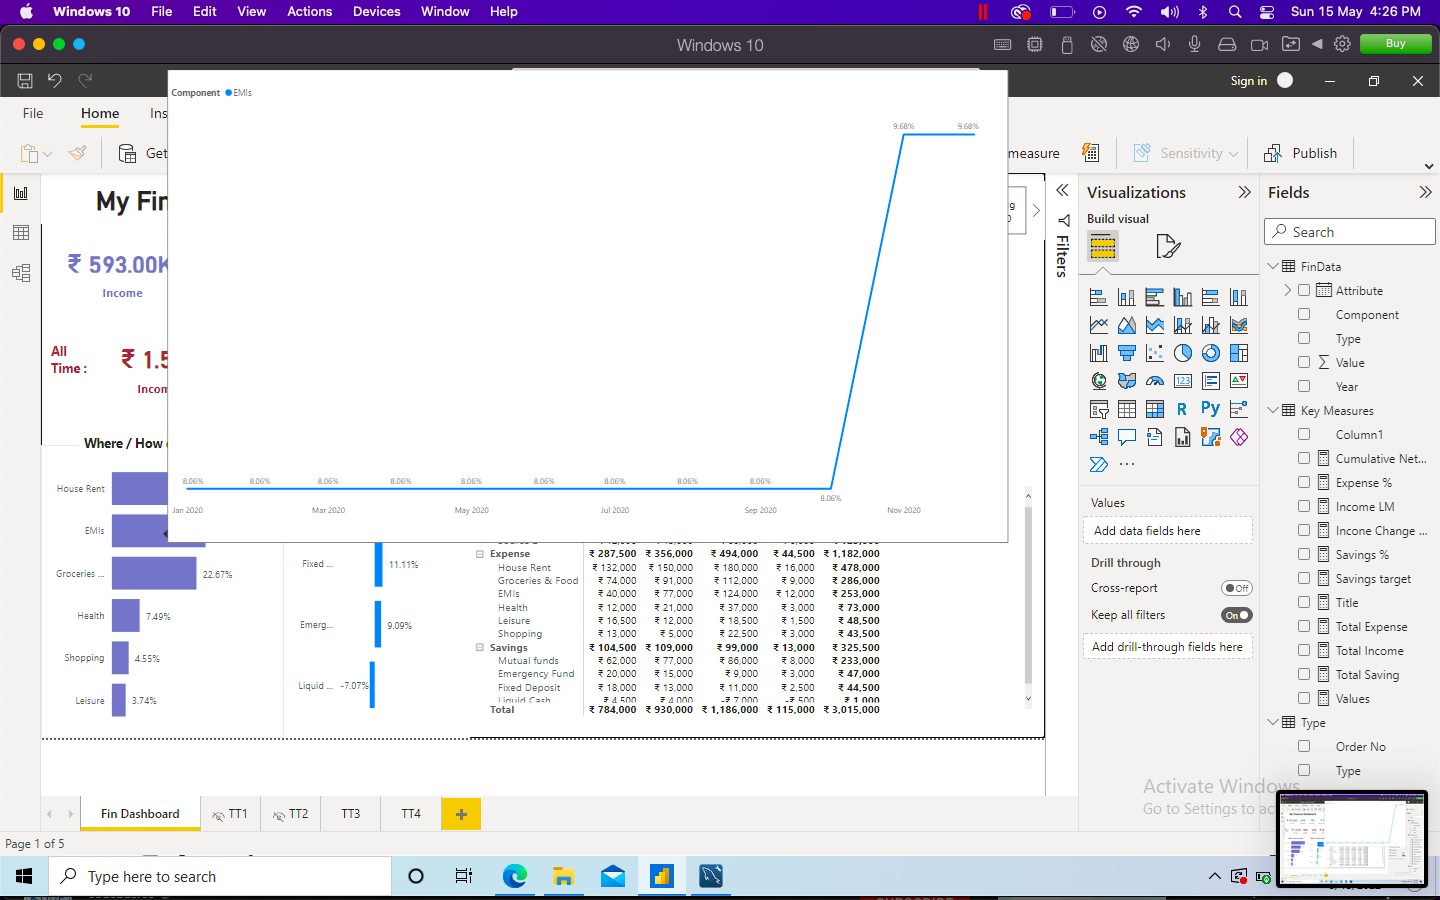 Windows 10 File Edit View Actions Devices Window Help Sun 15 May 4:26 PM
Windows 10
Buy
Sign in
File Home Ins
Get
measure
Sensitivity
Publish
Component EMIs
9.68% 9.68%
8.06% 8.06% 8.06% 8.06% 8.06% 8.06% 8.06% 8.06% 8.06%
8.06%
Jan 2020 Mar 2020 May 2020 Jul 2020 Sep 2020 Nov 2020
My Fin
₹ 593.00K
Income
All
Time :
₹ 1.5
Incom
Where / How
House Rent
EMIs
Groceries ... 22.67%
Health 7.49%
Shopping 4.55%
Leisure 3.74%
Fixed ... 11.11%
Emerg... 9.09%
Liquid ... -7.07%
Expense ₹ 287,500 ₹ 356,000 ₹ 494,000 ₹ 44,500 ₹ 1,182,000
House Rent ₹ 132,000 ₹ 150,000 ₹ 180,000 ₹ 16,000 ₹ 478,000
Groceries & Food ₹ 74,000 ₹ 91,000 ₹ 112,000 ₹ 9,000 ₹ 286,000
EMIs ₹ 40,000 ₹ 77,000 ₹ 124,000 ₹ 12,000 ₹ 253,000
Health ₹ 12,000 ₹ 21,000 ₹ 37,000 ₹ 3,000 ₹ 73,000
Leisure ₹ 16,500 ₹ 12,000 ₹ 18,500 ₹ 1,500 ₹ 48,500
Shopping ₹ 13,000 ₹ 5,000 ₹ 22,500 ₹ 3,000 ₹ 43,500
Savings ₹ 104,500 ₹ 109,000 ₹ 99,000 ₹ 13,000 ₹ 325,500
Mutual funds ₹ 62,000 ₹ 77,000 ₹ 86,000 ₹ 8,000 ₹ 233,000
Emergency Fund ₹ 20,000 ₹ 15,000 ₹ 9,000 ₹ 3,000 ₹ 47,000
Fixed Deposit ₹ 18,000 ₹ 13,000 ₹ 11,000 ₹ 2,500 ₹ 44,500
Liquid Cash ₹ 4,500 ₹ 4,000 -₹ 7,000 -₹ 500 ₹ 1,000
Total ₹ 784,000 ₹ 930,000 ₹ 1,186,000 ₹ 115,000 ₹ 3,015,000
Filters
Visualizations
Build visual
123
R Py
...
Values
Add data fields here
Drill through
Cross-report Off
Keep all filters On
Add drill-through fields here
Fields
Search
FinData
Attribute
Component
Type
Value
Year
Key Measures
Column1
Cumulative Net...
Expense %
Income LM
Incone Change ...
Savings %
Savings target
Title
Total Expense
Total Income
Total Saving
Values
Type
Order No
Type
Activate Windows
Go to Settings to ac
Fin Dashboard TT1 TT2 TT3 TT4 +
Page 1 of 5
Type here to search